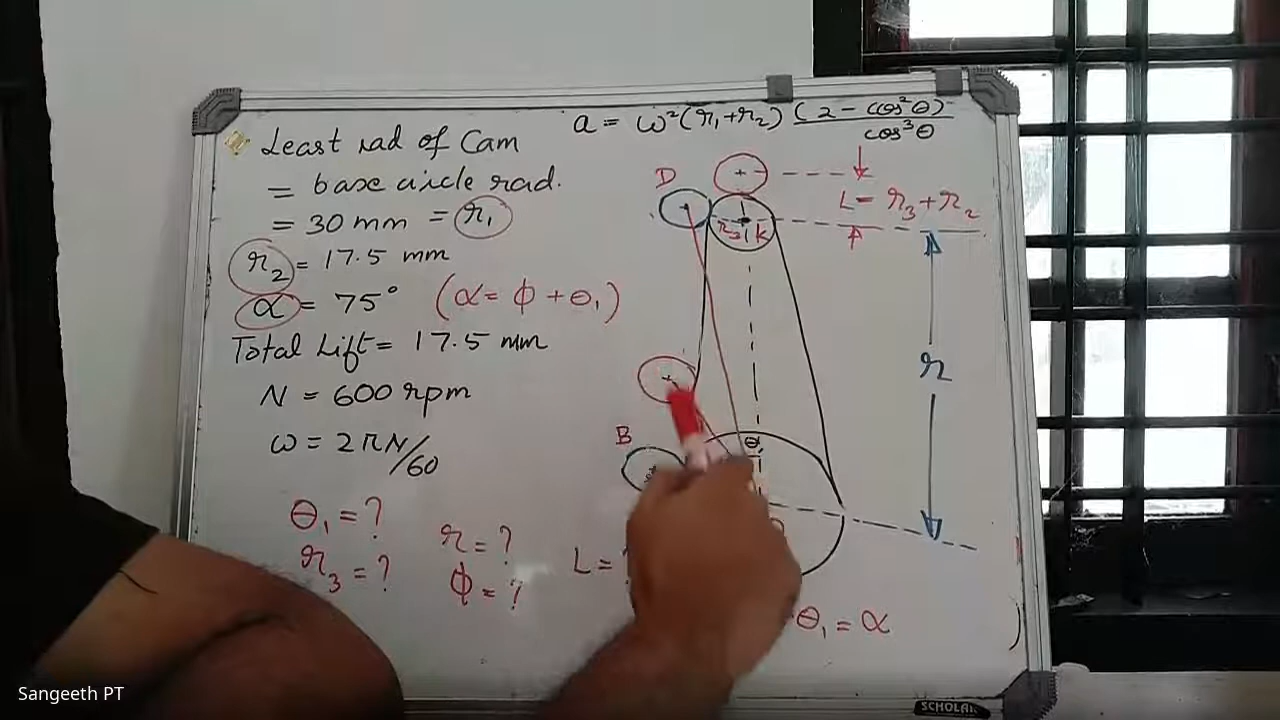 Least rad of Cam
= base circle rad.
= 30 mm = r₁
r₂ = 17.5 mm
α = 75° (α = ϕ + θ₁)
Total Lift = 17.5 mm
N = 600 rpm
ω = 2πN/60
θ₁ = ?
r₃ = ?
r = ?
ϕ = ?
L = ?
a = ω²(r₁+r₂) (2 - cos²θ)/cos³θ
D
L = r₃ + r₂
r₃
k
r
B
θ₁
θ₁ = α
Sangeeth PT
SCHOLAR